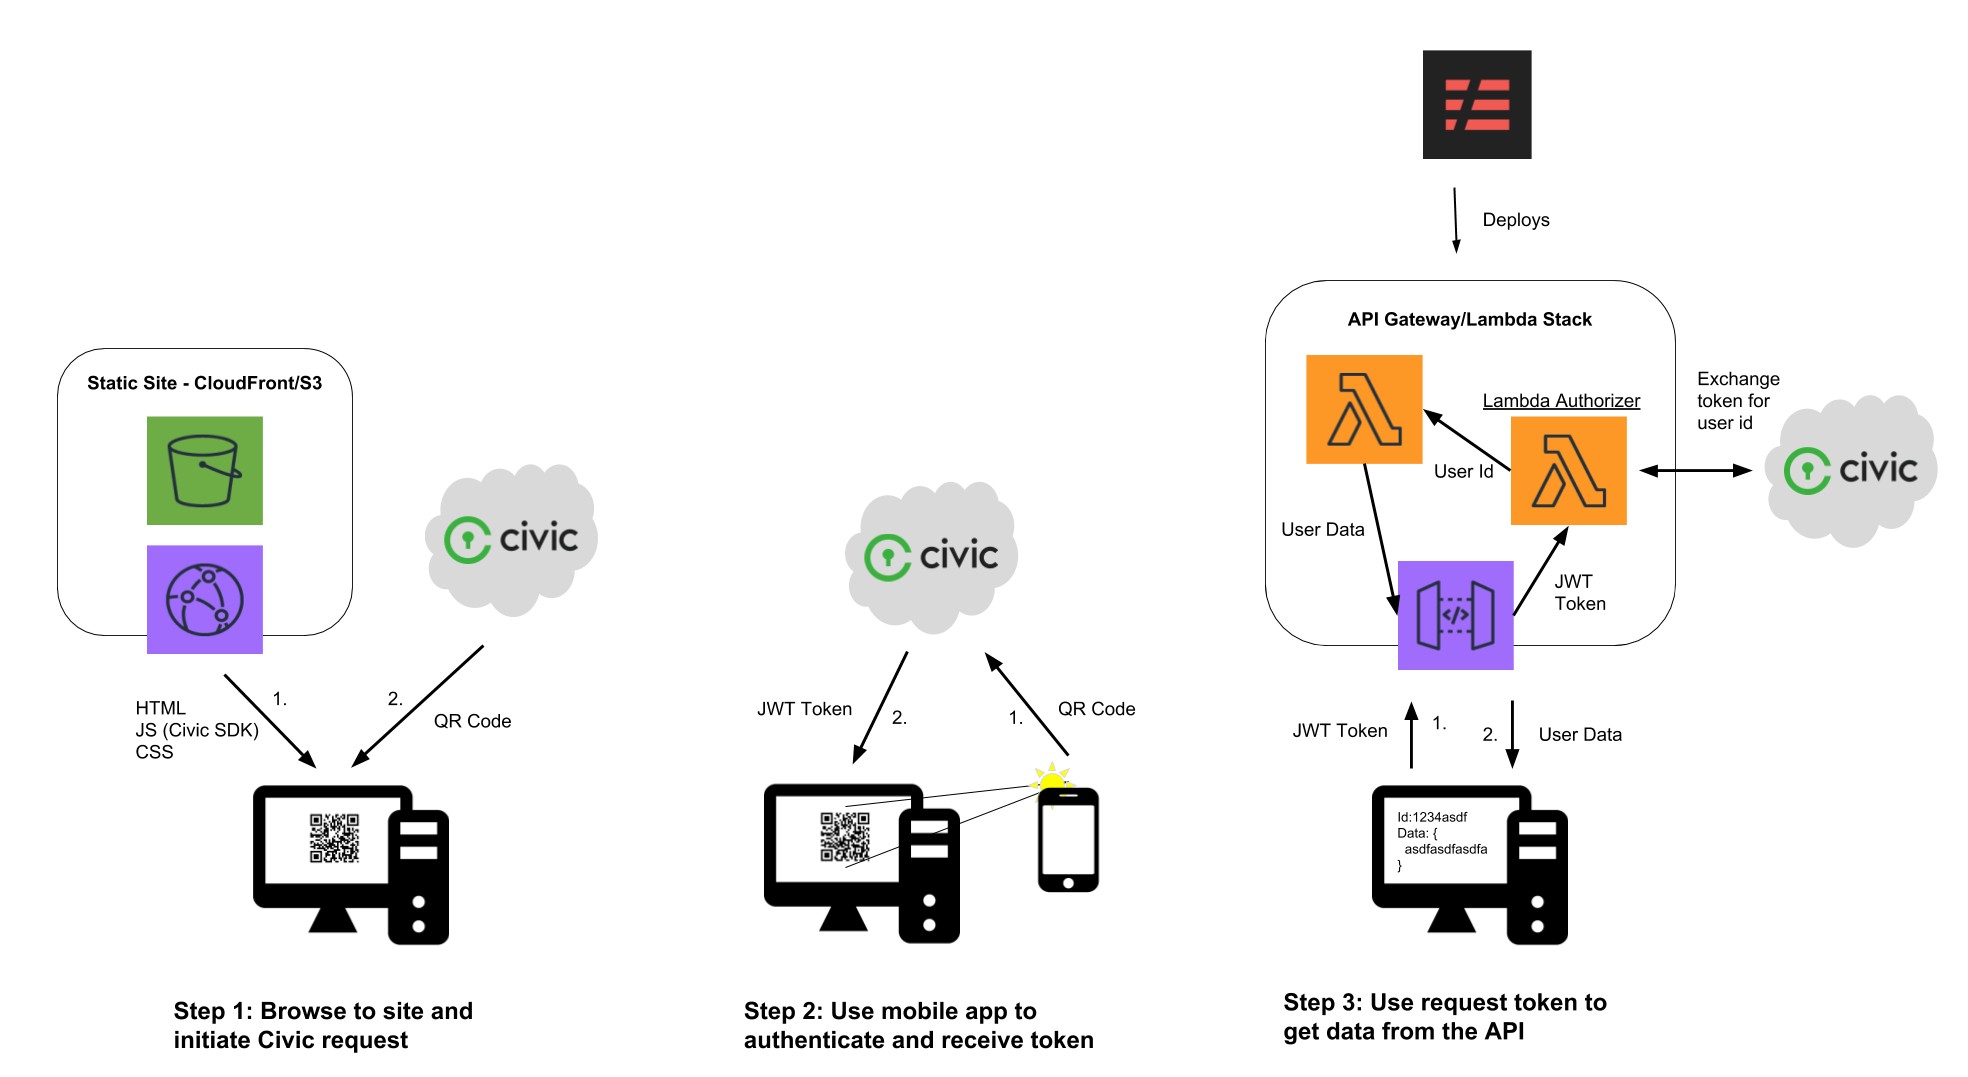 Static Site - CloudFront/S3
civic
HTML
JS (Civic SDK)
CSS
1.
2.
QR Code
Step 1: Browse to site and
initiate Civic request
civic
JWT Token
2.
1.
QR Code
Step 2: Use mobile app to
authenticate and receive token
Deploys
API Gateway/Lambda Stack
Lambda Authorizer
User Id
User Data
</>
JWT
Token
Exchange
token for
user id
civic
JWT Token
1.
2.
User Data
Id:1234asdf
Data: {
asdfasdfasdfa
}
Step 3: Use request token to
get data from the API